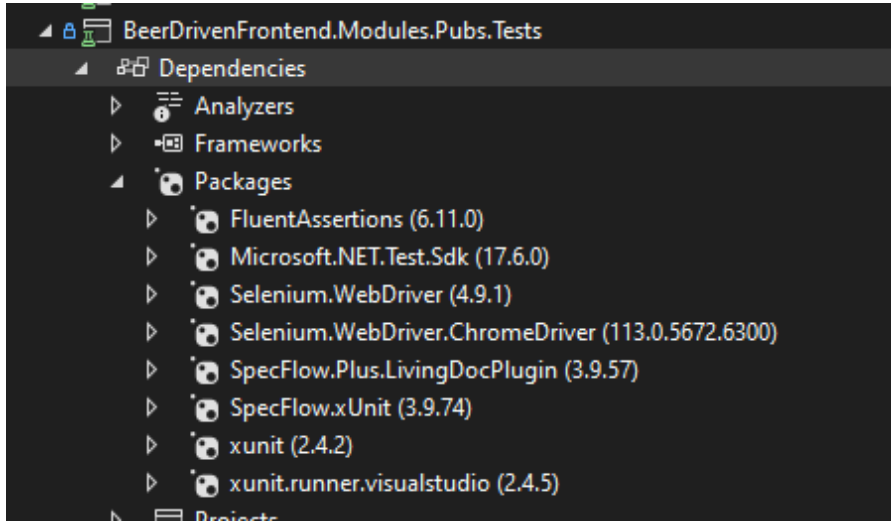 BeerDrivenFrontend.Modules.Pubs.Tests
Dependencies
Analyzers
Frameworks
Packages
FluentAssertions (6.11.0)
Microsoft.NET.Test.Sdk (17.6.0)
Selenium.WebDriver (4.9.1)
Selenium.WebDriver.ChromeDriver (113.0.5672.6300)
SpecFlow.Plus.LivingDocPlugin (3.9.57)
SpecFlow.xUnit (3.9.74)
xunit (2.4.2)
xunit.runner.visualstudio (2.4.5)
Projects